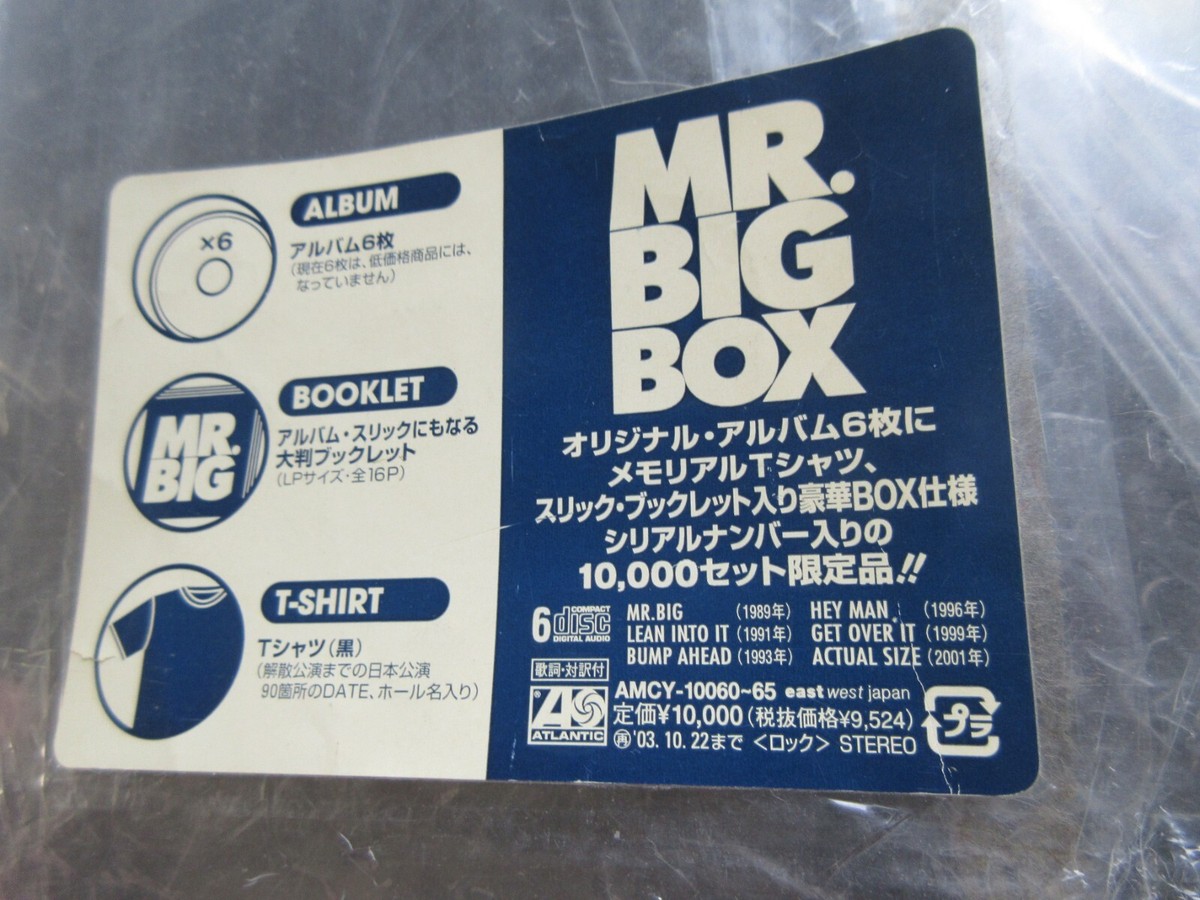 ALBUM
×6
アルバム6枚
(現在6枚は、低価格商品には、
なっていません)
BOOKLET
MR.
BIG
アルバム・スリックにもなる
大判ブックレット
(LPサイズ・全16P)
T-SHIRT
Tシャツ(黒)
(解散公演までの日本公演
90箇所のDATE、ホール名入り)
MR.
BIG
BOX
オリジナル・アルバム6枚に
メモリアルTシャツ、
スリック・ブックレット入り豪華BOX仕様
シリアルナンバー入りの
10,000セット限定品!!
6 COMPACT disc DIGITAL AUDIO
MR.BIG (1989年) HEY MAN (1996年)
LEAN INTO IT (1991年) GET OVER IT (1999年)
BUMP AHEAD (1993年) ACTUAL SIZE (2001年)
歌詞・対訳付
AMCY-10060~65 east west japan
ATLANTIC
定価¥10,000(税抜価格¥9,524)
㊞'03.10.22まで <ロック> STEREO
プラ